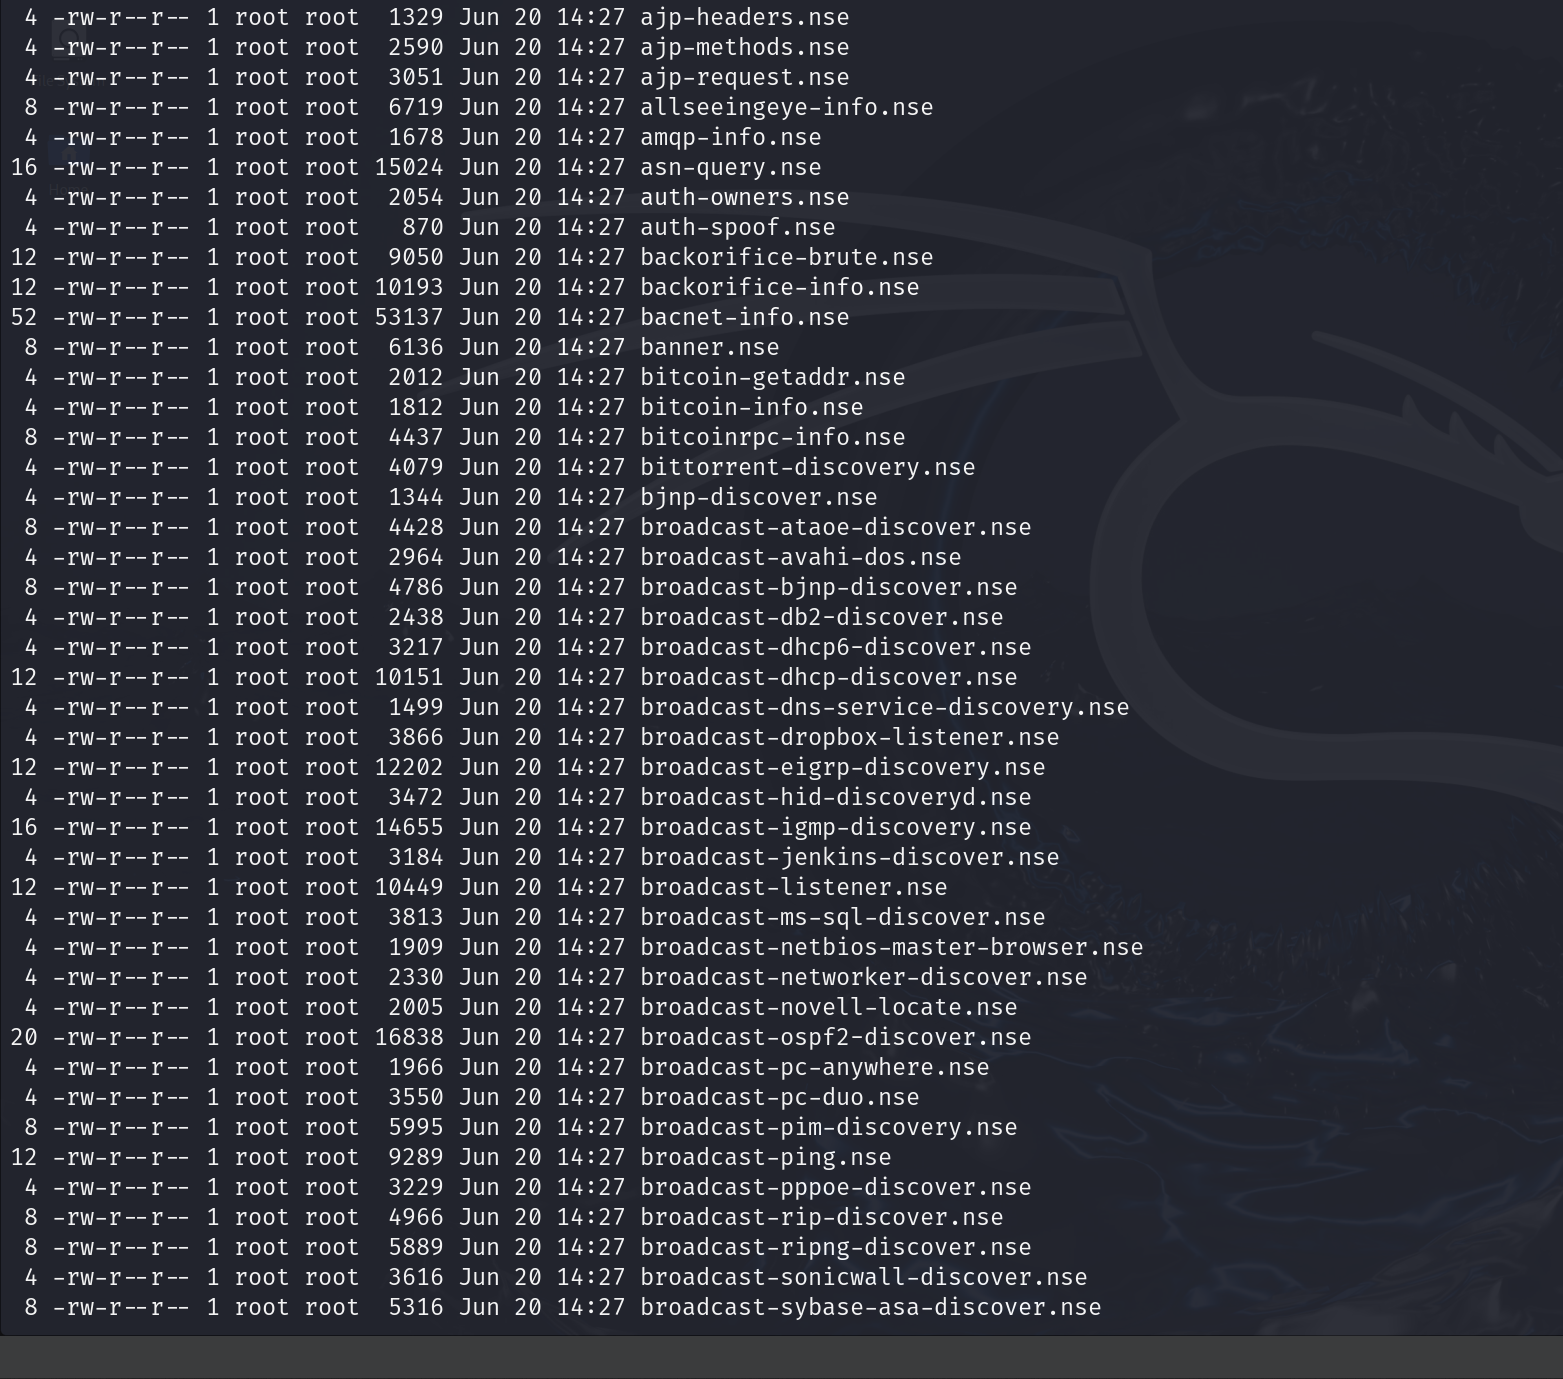 4 -rw-r--r-- 1 root root 1329 Jun 20 14:27 ajp-headers.nse
4 -rw-r--r-- 1 root root 2590 Jun 20 14:27 ajp-methods.nse
4 -rw-r--r-- 1 root root 3051 Jun 20 14:27 ajp-request.nse
8 -rw-r--r-- 1 root root 6719 Jun 20 14:27 allseeingeye-info.nse
4 -rw-r--r-- 1 root root 1678 Jun 20 14:27 amqp-info.nse
16 -rw-r--r-- 1 root root 15024 Jun 20 14:27 asn-query.nse
4 -rw-r--r-- 1 root root 2054 Jun 20 14:27 auth-owners.nse
4 -rw-r--r-- 1 root root 870 Jun 20 14:27 auth-spoof.nse
12 -rw-r--r-- 1 root root 9050 Jun 20 14:27 backorifice-brute.nse
12 -rw-r--r-- 1 root root 10193 Jun 20 14:27 backorifice-info.nse
52 -rw-r--r-- 1 root root 53137 Jun 20 14:27 bacnet-info.nse
8 -rw-r--r-- 1 root root 6136 Jun 20 14:27 banner.nse
4 -rw-r--r-- 1 root root 2012 Jun 20 14:27 bitcoin-getaddr.nse
4 -rw-r--r-- 1 root root 1812 Jun 20 14:27 bitcoin-info.nse
8 -rw-r--r-- 1 root root 4437 Jun 20 14:27 bitcoinrpc-info.nse
4 -rw-r--r-- 1 root root 4079 Jun 20 14:27 bittorrent-discovery.nse
4 -rw-r--r-- 1 root root 1344 Jun 20 14:27 bjnp-discover.nse
8 -rw-r--r-- 1 root root 4428 Jun 20 14:27 broadcast-ataoe-discover.nse
4 -rw-r--r-- 1 root root 2964 Jun 20 14:27 broadcast-avahi-dos.nse
8 -rw-r--r-- 1 root root 4786 Jun 20 14:27 broadcast-bjnp-discover.nse
4 -rw-r--r-- 1 root root 2438 Jun 20 14:27 broadcast-db2-discover.nse
4 -rw-r--r-- 1 root root 3217 Jun 20 14:27 broadcast-dhcp6-discover.nse
12 -rw-r--r-- 1 root root 10151 Jun 20 14:27 broadcast-dhcp-discover.nse
4 -rw-r--r-- 1 root root 1499 Jun 20 14:27 broadcast-dns-service-discovery.nse
4 -rw-r--r-- 1 root root 3866 Jun 20 14:27 broadcast-dropbox-listener.nse
12 -rw-r--r-- 1 root root 12202 Jun 20 14:27 broadcast-eigrp-discovery.nse
4 -rw-r--r-- 1 root root 3472 Jun 20 14:27 broadcast-hid-discoveryd.nse
16 -rw-r--r-- 1 root root 14655 Jun 20 14:27 broadcast-igmp-discovery.nse
4 -rw-r--r-- 1 root root 3184 Jun 20 14:27 broadcast-jenkins-discover.nse
12 -rw-r--r-- 1 root root 10449 Jun 20 14:27 broadcast-listener.nse
4 -rw-r--r-- 1 root root 3813 Jun 20 14:27 broadcast-ms-sql-discover.nse
4 -rw-r--r-- 1 root root 1909 Jun 20 14:27 broadcast-netbios-master-browser.nse
4 -rw-r--r-- 1 root root 2330 Jun 20 14:27 broadcast-networker-discover.nse
4 -rw-r--r-- 1 root root 2005 Jun 20 14:27 broadcast-novell-locate.nse
20 -rw-r--r-- 1 root root 16838 Jun 20 14:27 broadcast-ospf2-discover.nse
4 -rw-r--r-- 1 root root 1966 Jun 20 14:27 broadcast-pc-anywhere.nse
4 -rw-r--r-- 1 root root 3550 Jun 20 14:27 broadcast-pc-duo.nse
8 -rw-r--r-- 1 root root 5995 Jun 20 14:27 broadcast-pim-discovery.nse
12 -rw-r--r-- 1 root root 9289 Jun 20 14:27 broadcast-ping.nse
4 -rw-r--r-- 1 root root 3229 Jun 20 14:27 broadcast-pppoe-discover.nse
8 -rw-r--r-- 1 root root 4966 Jun 20 14:27 broadcast-rip-discover.nse
8 -rw-r--r-- 1 root root 5889 Jun 20 14:27 broadcast-ripng-discover.nse
4 -rw-r--r-- 1 root root 3616 Jun 20 14:27 broadcast-sonicwall-discover.nse
8 -rw-r--r-- 1 root root 5316 Jun 20 14:27 broadcast-sybase-asa-discover.nse